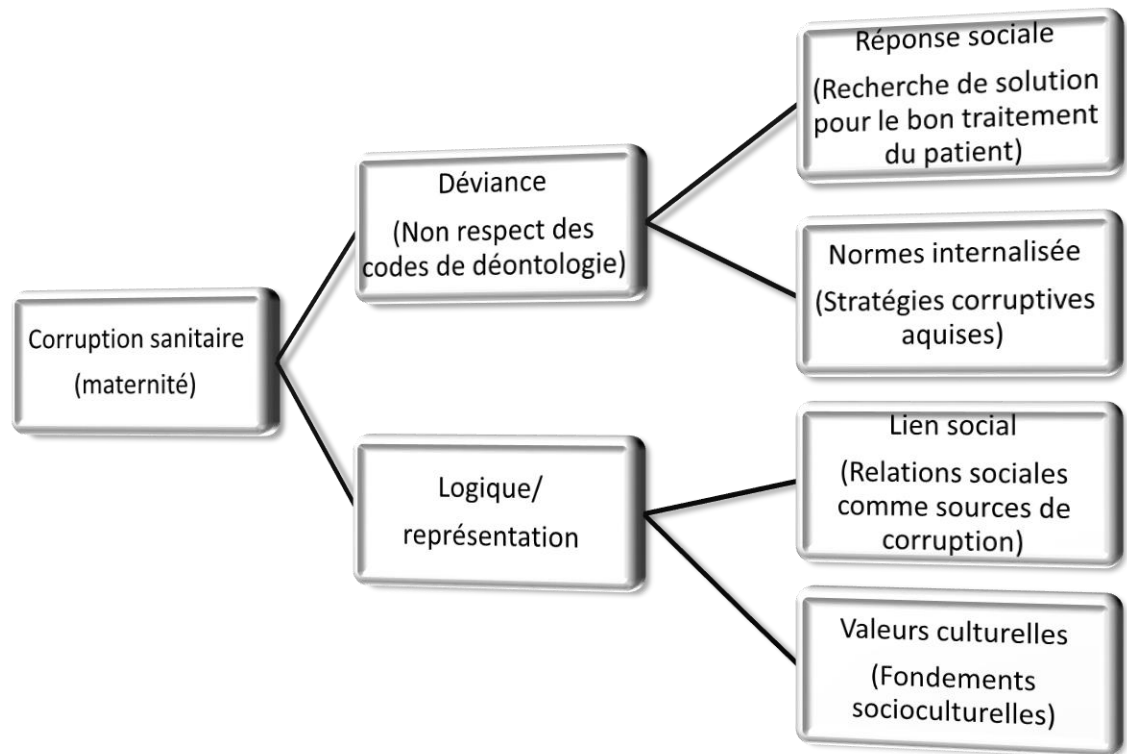 Corruption sanitaire
(maternité)
Déviance
(Non respect des
codes de déontologie)
Logique/
représentation
Réponse sociale
(Recherche de solution
pour le bon traitement
du patient)
Normes internalisée
(Stratégies corruptives
aquises)
Lien social
(Relations sociales
comme sources de
corruption)
Valeurs culturelles
(Fondements
socioculturelles)